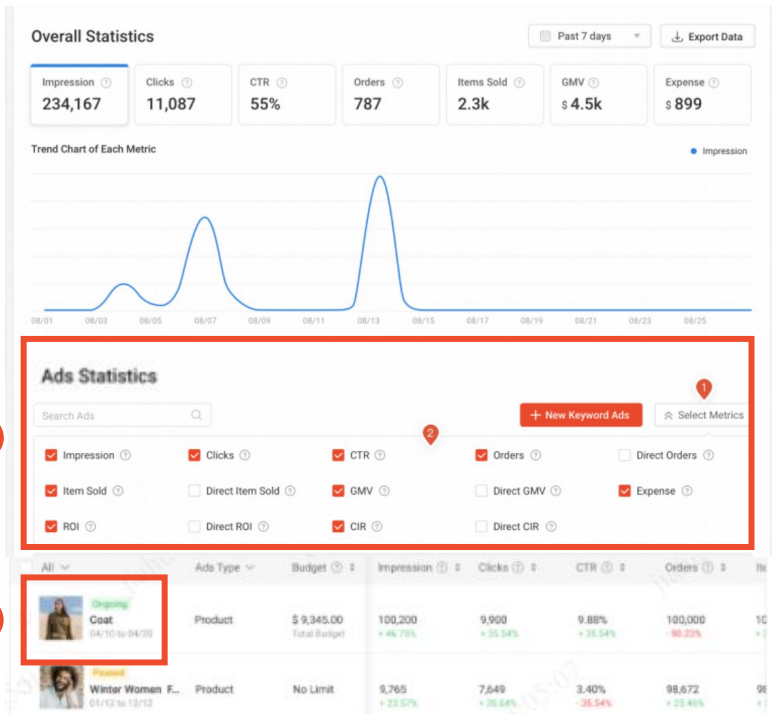 Overall Statistics
Past 7 days
Export Data
Impression Clicks CTR Orders Items Sold GMV Expense
234,167 11,087 55% 787 2.3k $ 4.5k $ 899
Trend Chart of Each Metric
Impression
08/01 08/03 08/05 08/07 08/09 08/11 08/13 08/15 08/17 08/19 08/21 08/23 08/25
Ads Statistics
1
Search Ads
+ New Keyword Ads
Select Metrics
2
Impression Clicks CTR Orders Direct Orders
Item Sold Direct Item Sold GMV Direct GMV Expense
ROI Direct ROI CIR Direct CIR
All Ads Type Budget Impression Clicks CTR Orders
Ongoing
Coat Product $ 9,345.00 100,200 9,900 9.88% 100,000
04/10 to 04/20 Total Budget + 46.78% + 35.54% + 35.54% - 90.23%
Paused
Winter Women F... Product No Limit 9,765 7,649 3.40% 98,672
01/12 to 12/12 + 23.57% - 35.54% + 25.46%